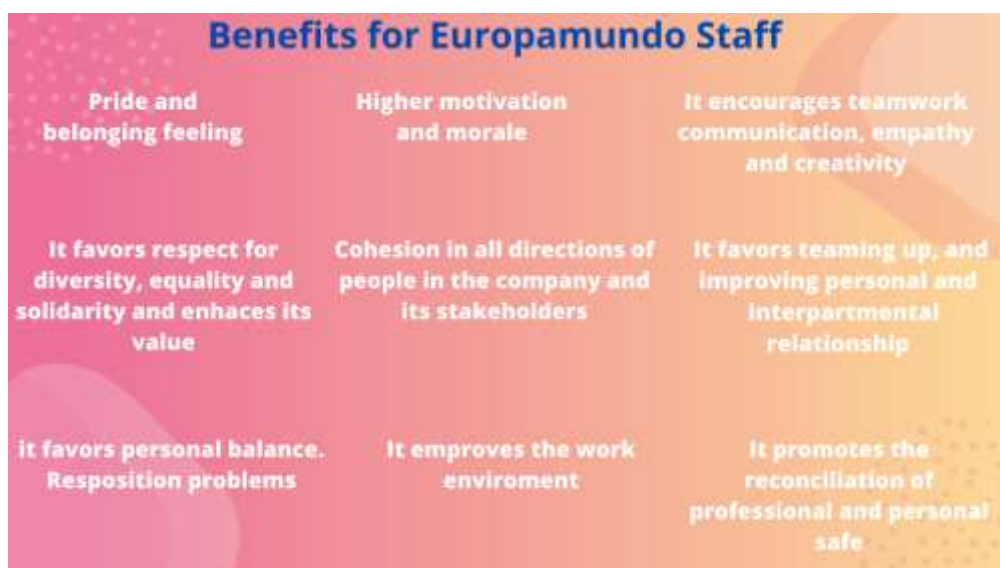 Benefits for Europamundo Staff
Pride and
belonging feeling
Higher motivation
and morale
It encourages teamwork
communication, empathy
and creativity
It favors respect for
diversity, equality and
solidarity and enhaces its
value
Cohesion in all directions of
people in the company and
its stakeholders
It favors teaming up, and
improving personal and
interpartmental
relationship
it favors personal balance.
Resposition problems
It emproves the work
enviroment
It promotes the
reconciliation of
professional and personal
safe